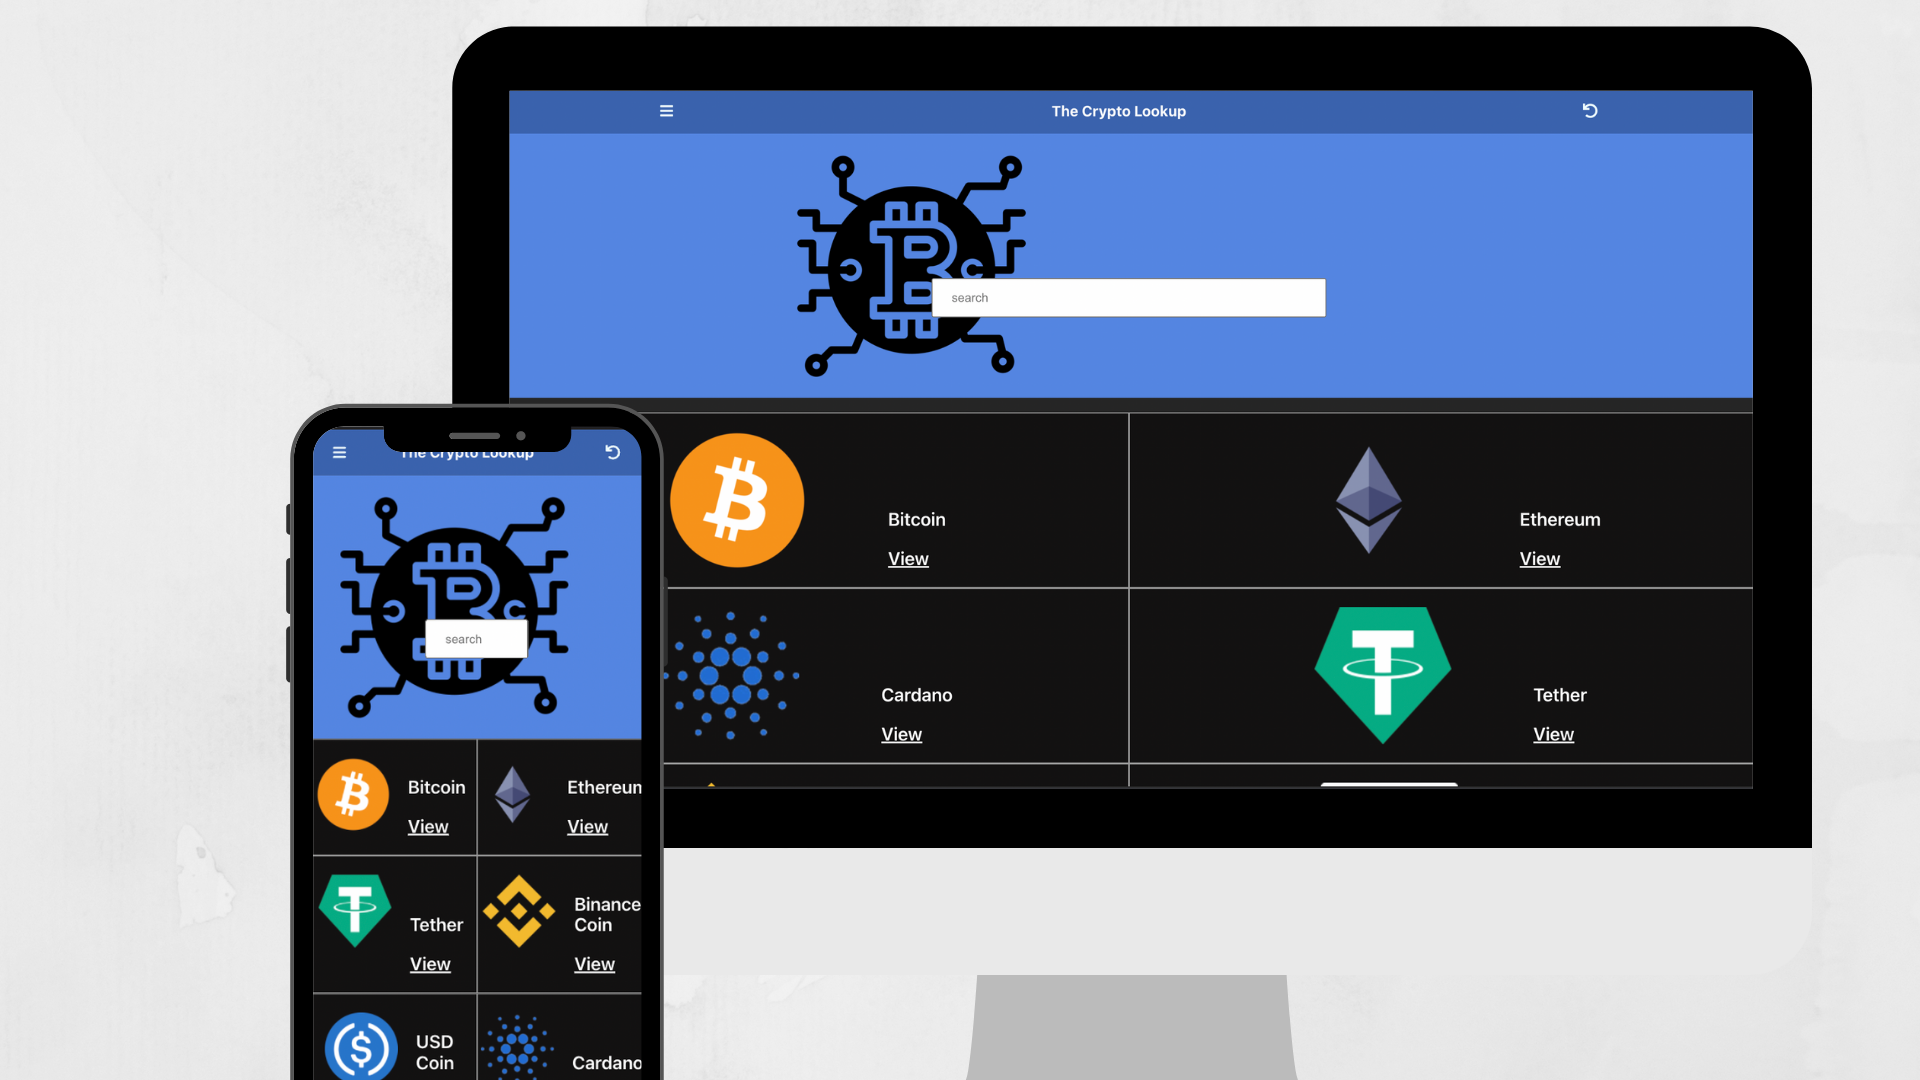 The Crypto Lookup
search
Bitcoin
View
Ethereum
View
Cardano
View
Tether
View
The Crypto Lookup
search
Bitcoin
View
Ethereum
View
Tether
View
Binance
Coin
View
USD
Coin
Cardano